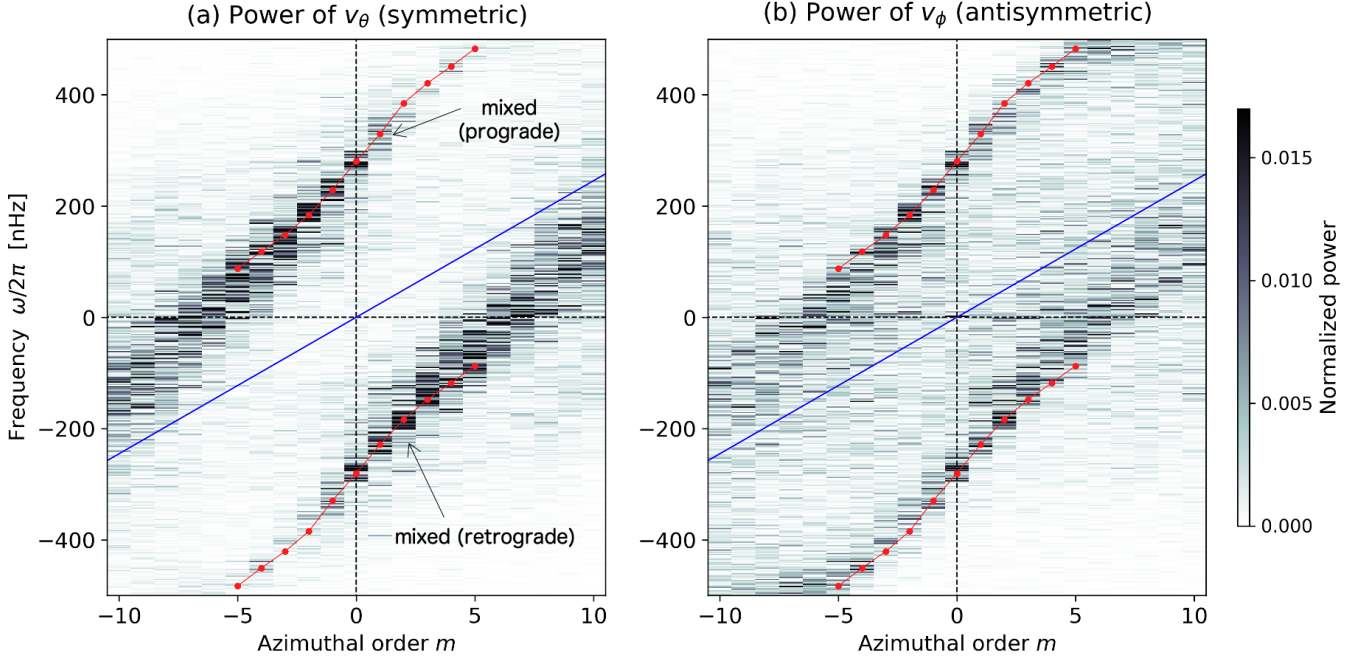 (a) Power of v_θ (symmetric)
(b) Power of v_ϕ (antisymmetric)
400
200
0
−200
−400
Frequency ω/2π [nHz]
mixed
(prograde)
mixed (retrograde)
−10
−5
0
5
10
Azimuthal order m
400
200
0
−200
−400
−10
−5
0
5
10
Azimuthal order m
0.015
0.010
0.005
0.000
Normalized power